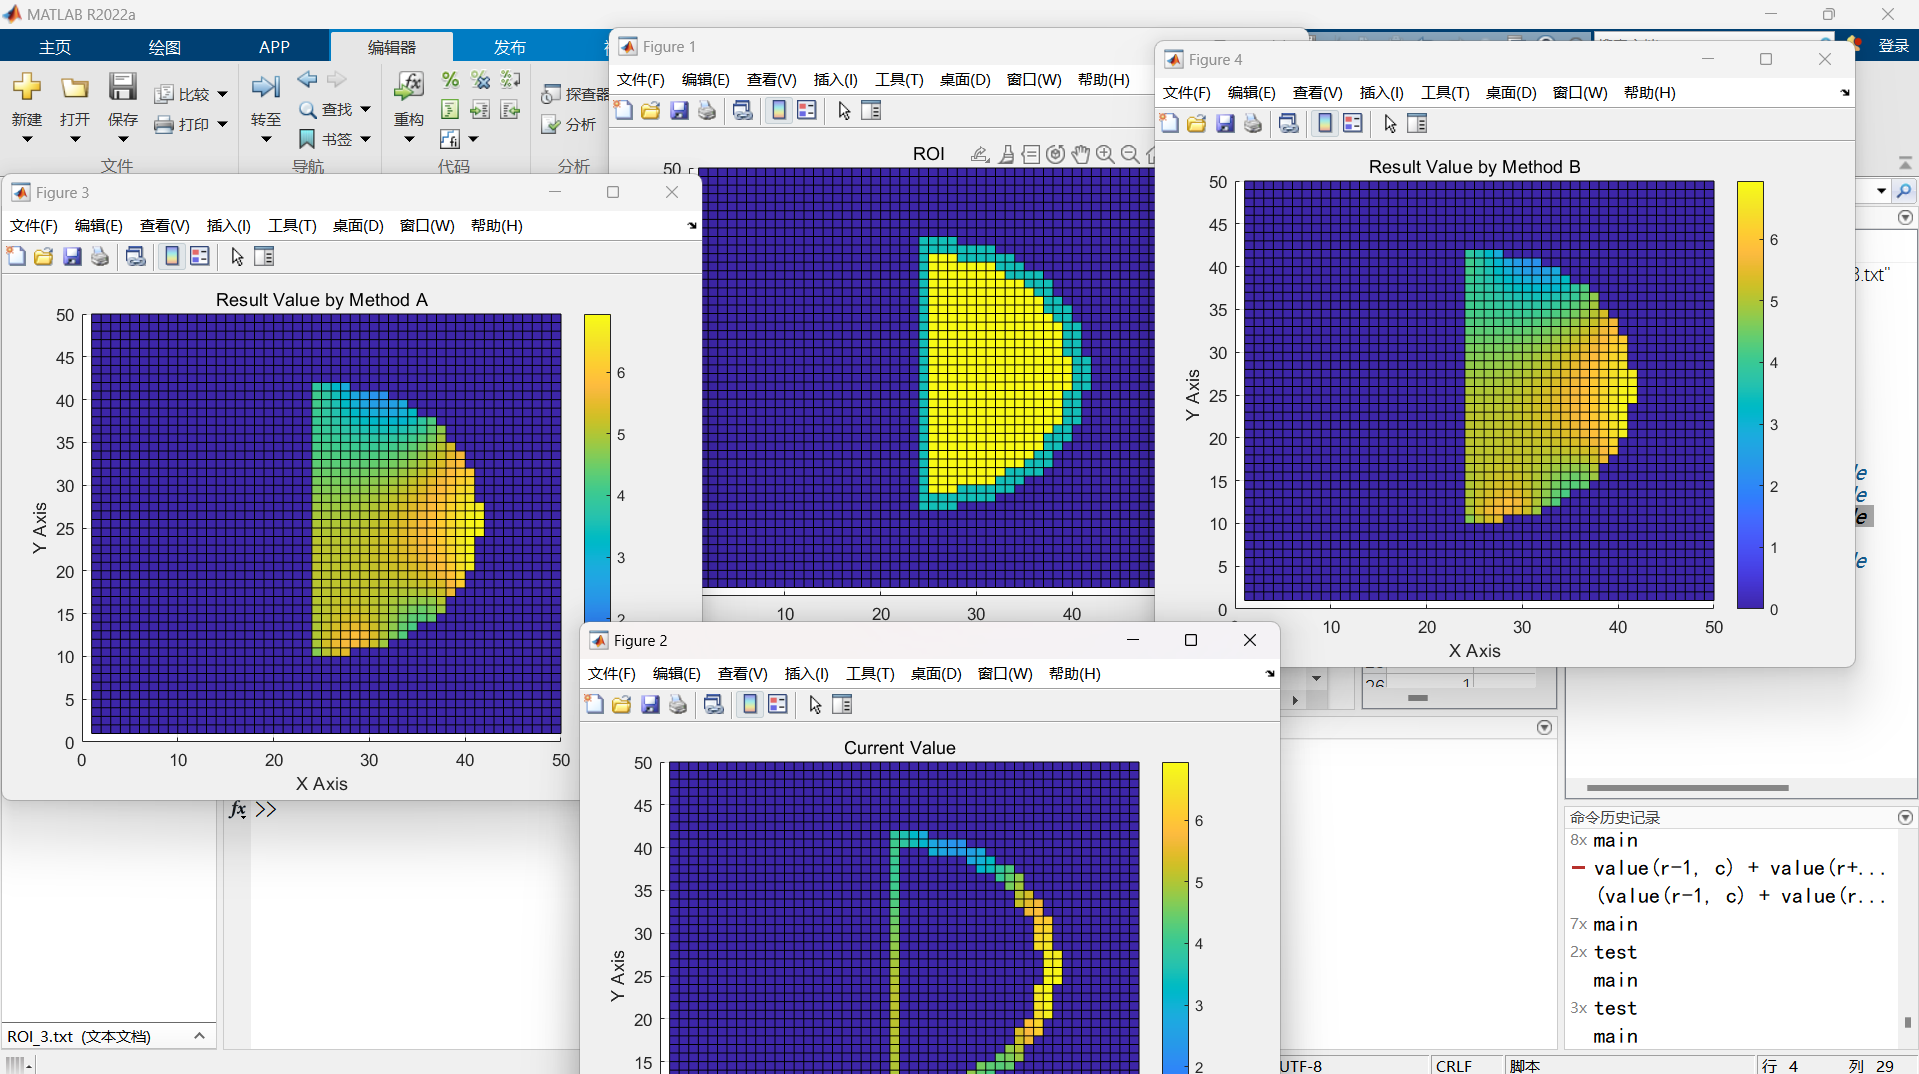 MATLAB R2022a
主页 绘图 APP 编辑器 发布
登录
新建 打开 保存 比较 打印
文件
转至 查找 书签
导航
重构
代码
探查器
分析
分析
Figure 1
文件(F) 编辑(E) 查看(V) 插入(I) 工具(T) 桌面(D) 窗口(W) 帮助(H)
ROI
50
10 20 30 40
Figure 4
文件(F) 编辑(E) 查看(V) 插入(I) 工具(T) 桌面(D) 窗口(W) 帮助(H)
Result Value by Method B
50
45
40
35
30
25
20
15
10
5
0
Y Axis
10 20 30 40 50
X Axis
6
5
4
3
2
1
0
Figure 3
文件(F) 编辑(E) 查看(V) 插入(I) 工具(T) 桌面(D) 窗口(W) 帮助(H)
Result Value by Method A
50
45
40
35
30
25
20
15
10
5
0
Y Axis
0 10 20 30 40 50
X Axis
6
5
4
3
2
Figure 2
文件(F) 编辑(E) 查看(V) 插入(I) 工具(T) 桌面(D) 窗口(W) 帮助(H)
Current Value
50
45
40
35
30
25
20
15
Y Axis
6
5
4
3
2
3.txt"
le
le
le
le
26 1
fx >>
命令历史记录
8x main
value(r-1, c) + value(r+...
(value(r-1, c) + value(r...
7x main
2x test
main
3x test
main
ROI_3.txt (文本文档)
UTF-8 CRLF 脚本 行 4 列 29